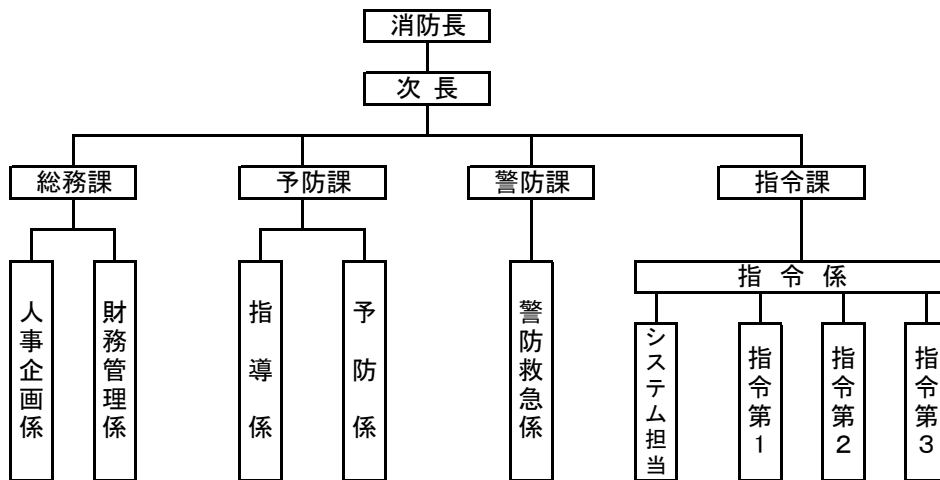 消防長
次 長
総務課
予防課
警防課
指令課
指 令 係
人事企画係
財務管理係
指導係
予防係
警防救急係
システム担当
指令第1
指令第2
指令第3